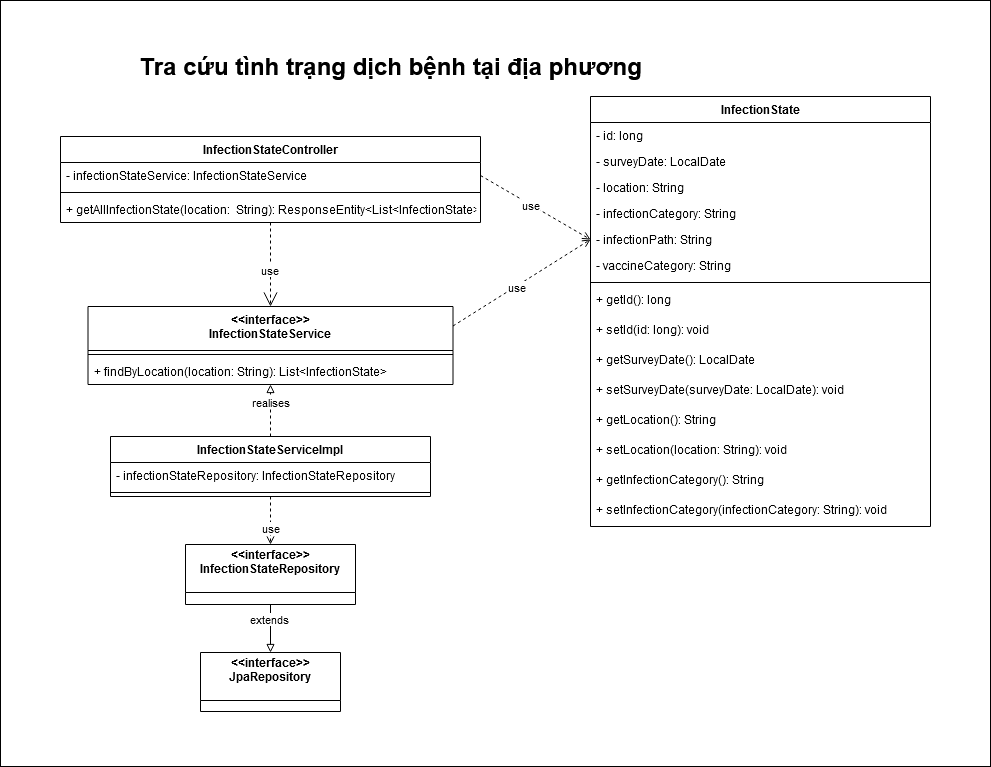 Tra cứu tình trạng dịch bệnh tại địa phương
InfectionStateController
- infectionStateService: InfectionStateService
+ getAllInfectionState(location: String): ResponseEntity<List<InfectionState>
use
use
<<interface>>
InfectionStateService
+ findByLocation(location: String): List<InfectionState>
use
realises
InfectionStateServiceImpl
- infectionStateRepository: InfectionStateRepository
use
<<interface>>
InfectionStateRepository
extends
<<interface>>
JpaRepository
InfectionState
- id: long
- surveyDate: LocalDate
- location: String
- infectionCategory: String
- infectionPath: String
- vaccineCategory: String
+ getId(): long
+ setId(id: long): void
+ getSurveyDate(): LocalDate
+ setSurveyDate(surveyDate: LocalDate): void
+ getLocation(): String
+ setLocation(location: String): void
+ getInfectionCategory(): String
+ setInfectionCategory(infectionCategory: String): void